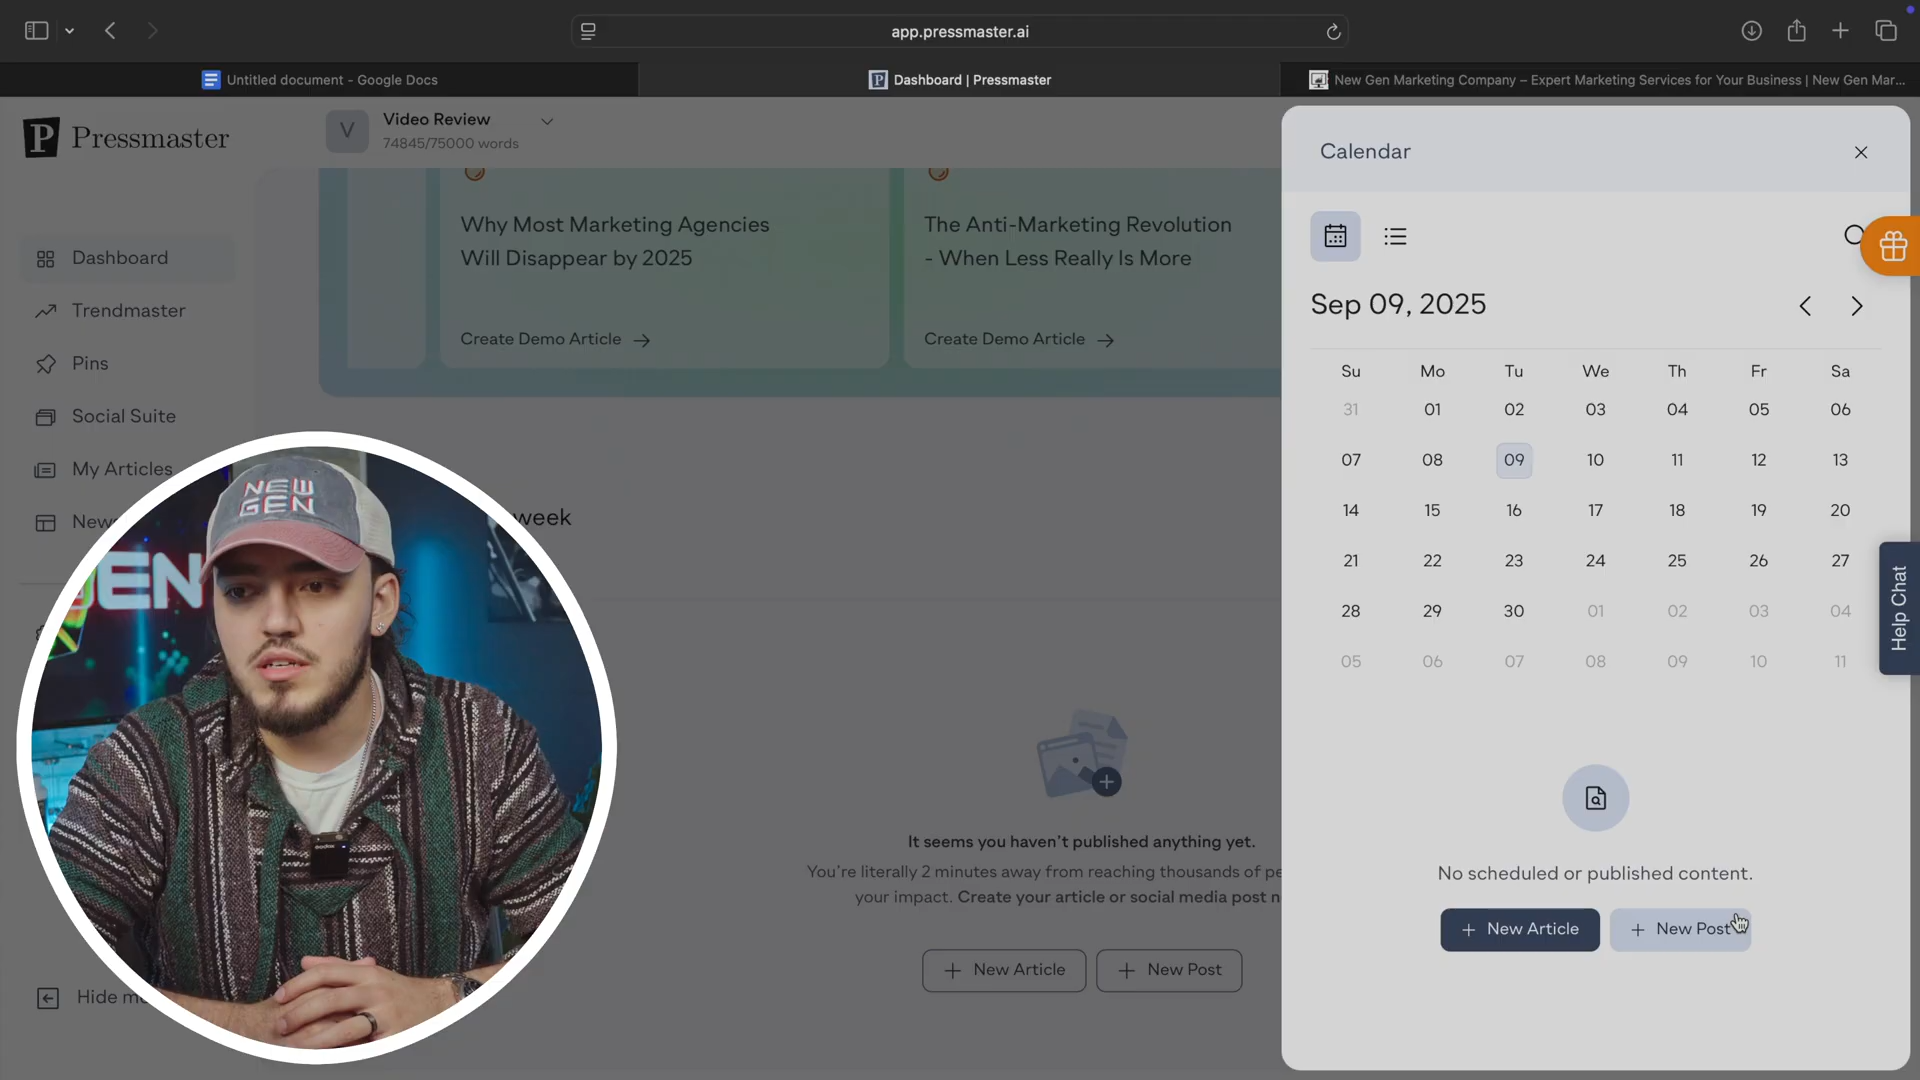 app.pressmaster.ai
Untitled document - Google Docs
Dashboard | Pressmaster
New Gen Marketing Company – Expert Marketing Services for Your Business | New Gen Mar...
P Pressmaster
V
Video Review
74845/75000 words
Dashboard
Trendmaster
Pins
Social Suite
My Articles
News
Hide m
Why Most Marketing Agencies
Will Disappear by 2025
Create Demo Article
The Anti-Marketing Revolution
- When Less Really Is More
Create Demo Article
week
It seems you haven't published anything yet.
You're literally 2 minutes away from reaching thousands of pe
your impact. Create your article or social media post n
New Article
New Post
NEW
GEN
GEN
Calendar
Sep 09, 2025
Su Mo Tu We Th Fr Sa
31 01 02 03 04 05 06
07 08 09 10 11 12 13
14 15 16 17 18 19 20
21 22 23 24 25 26 27
28 29 30 01 02 03 04
05 06 07 08 09 10 11
No scheduled or published content.
New Article
New Post
Help Chat